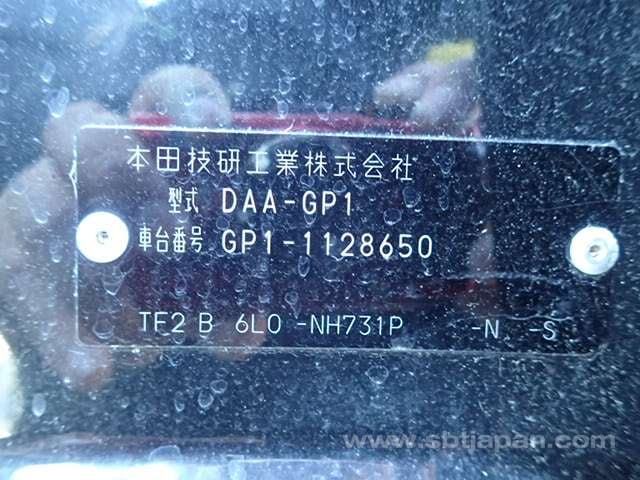 本田技研工業株式会社
型式 DAA-GP1
車台番号 GP1-1128650
TF2 B 6L0 -NH731P -N -S
www.sbtjapan.com